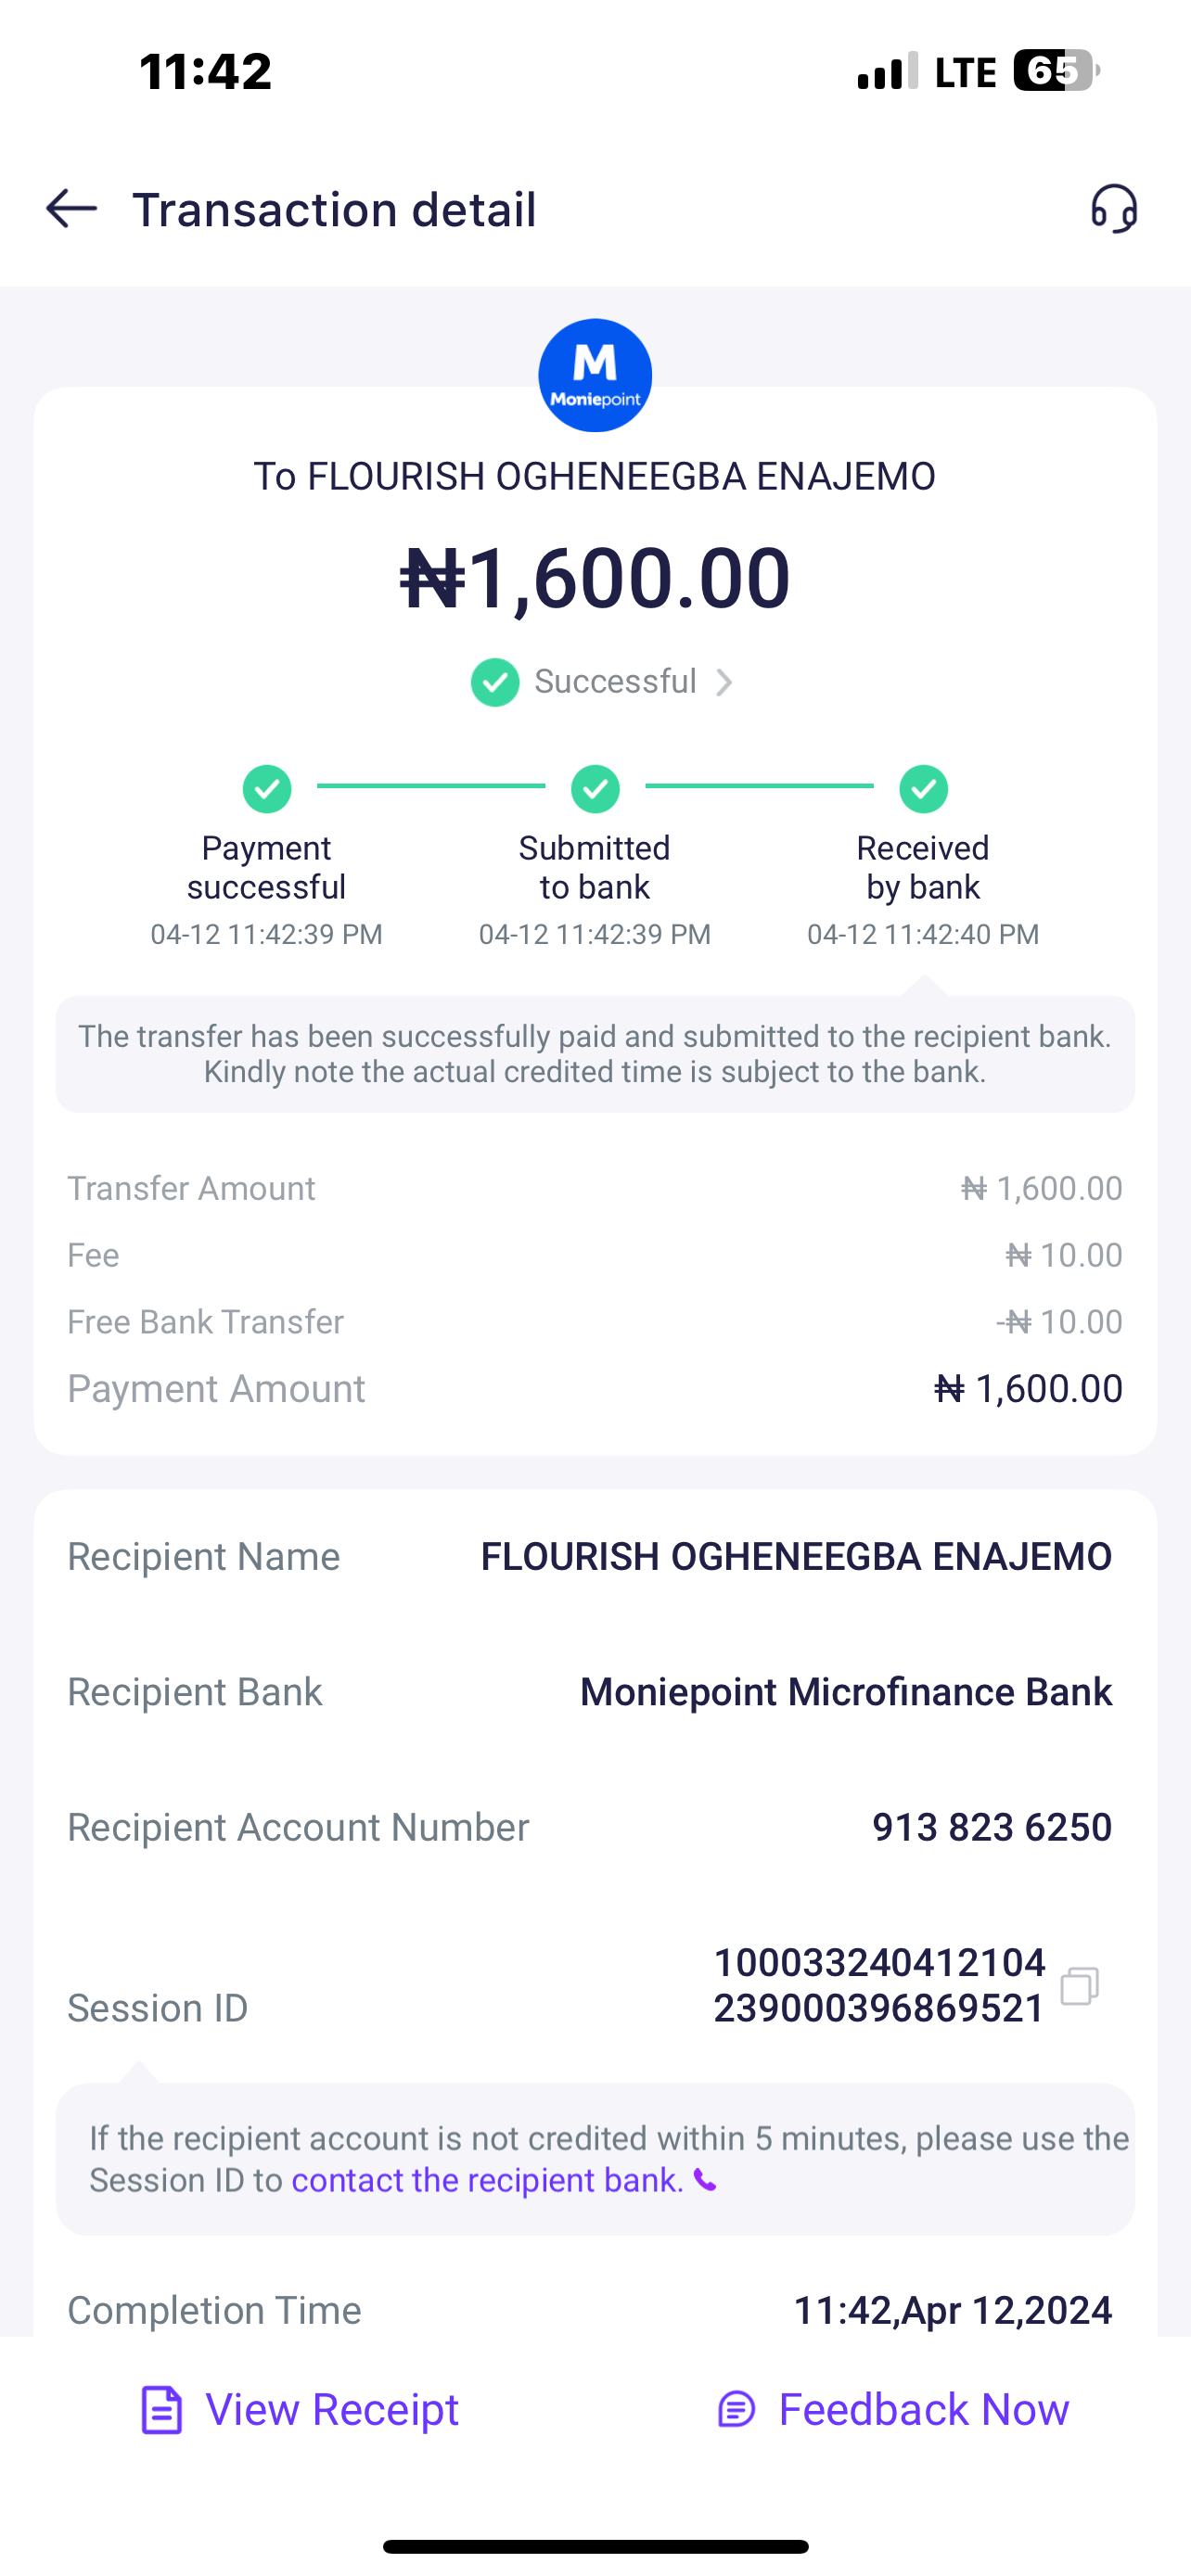 11:42
LTE 65
Transaction detail
M
Moniepoint
To FLOURISH OGHENEEGBA ENAJEMO
₦1,600.00
Successful
Payment successful
04-12 11:42:39 PM
Submitted to bank
04-12 11:42:39 PM
Received by bank
04-12 11:42:40 PM
The transfer has been successfully paid and submitted to the recipient bank.
Kindly note the actual credited time is subject to the bank.
Transfer Amount ₦ 1,600.00
Fee ₦ 10.00
Free Bank Transfer -₦ 10.00
Payment Amount ₦ 1,600.00
Recipient Name FLOURISH OGHENEEGBA ENAJEMO
Recipient Bank Moniepoint Microfinance Bank
Recipient Account Number 913 823 6250
Session ID 100033240412104
239000396869521
If the recipient account is not credited within 5 minutes, please use the
Session ID to contact the recipient bank.
Completion Time 11:42,Apr 12,2024
View Receipt
Feedback Now